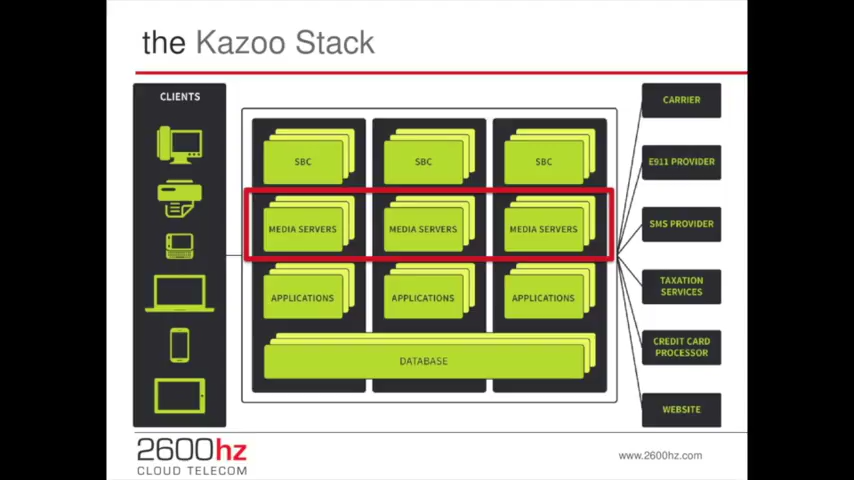 the Kazoo Stack
CLIENTS
SBC
SBC
SBC
MEDIA SERVERS
MEDIA SERVERS
MEDIA SERVERS
APPLICATIONS
APPLICATIONS
APPLICATIONS
DATABASE
CARRIER
E911 PROVIDER
SMS PROVIDER
TAXATION
SERVICES
CREDIT CARD
PROCESSOR
WEBSITE
2600hz
CLOUD TELECOM
www.2600hz.com